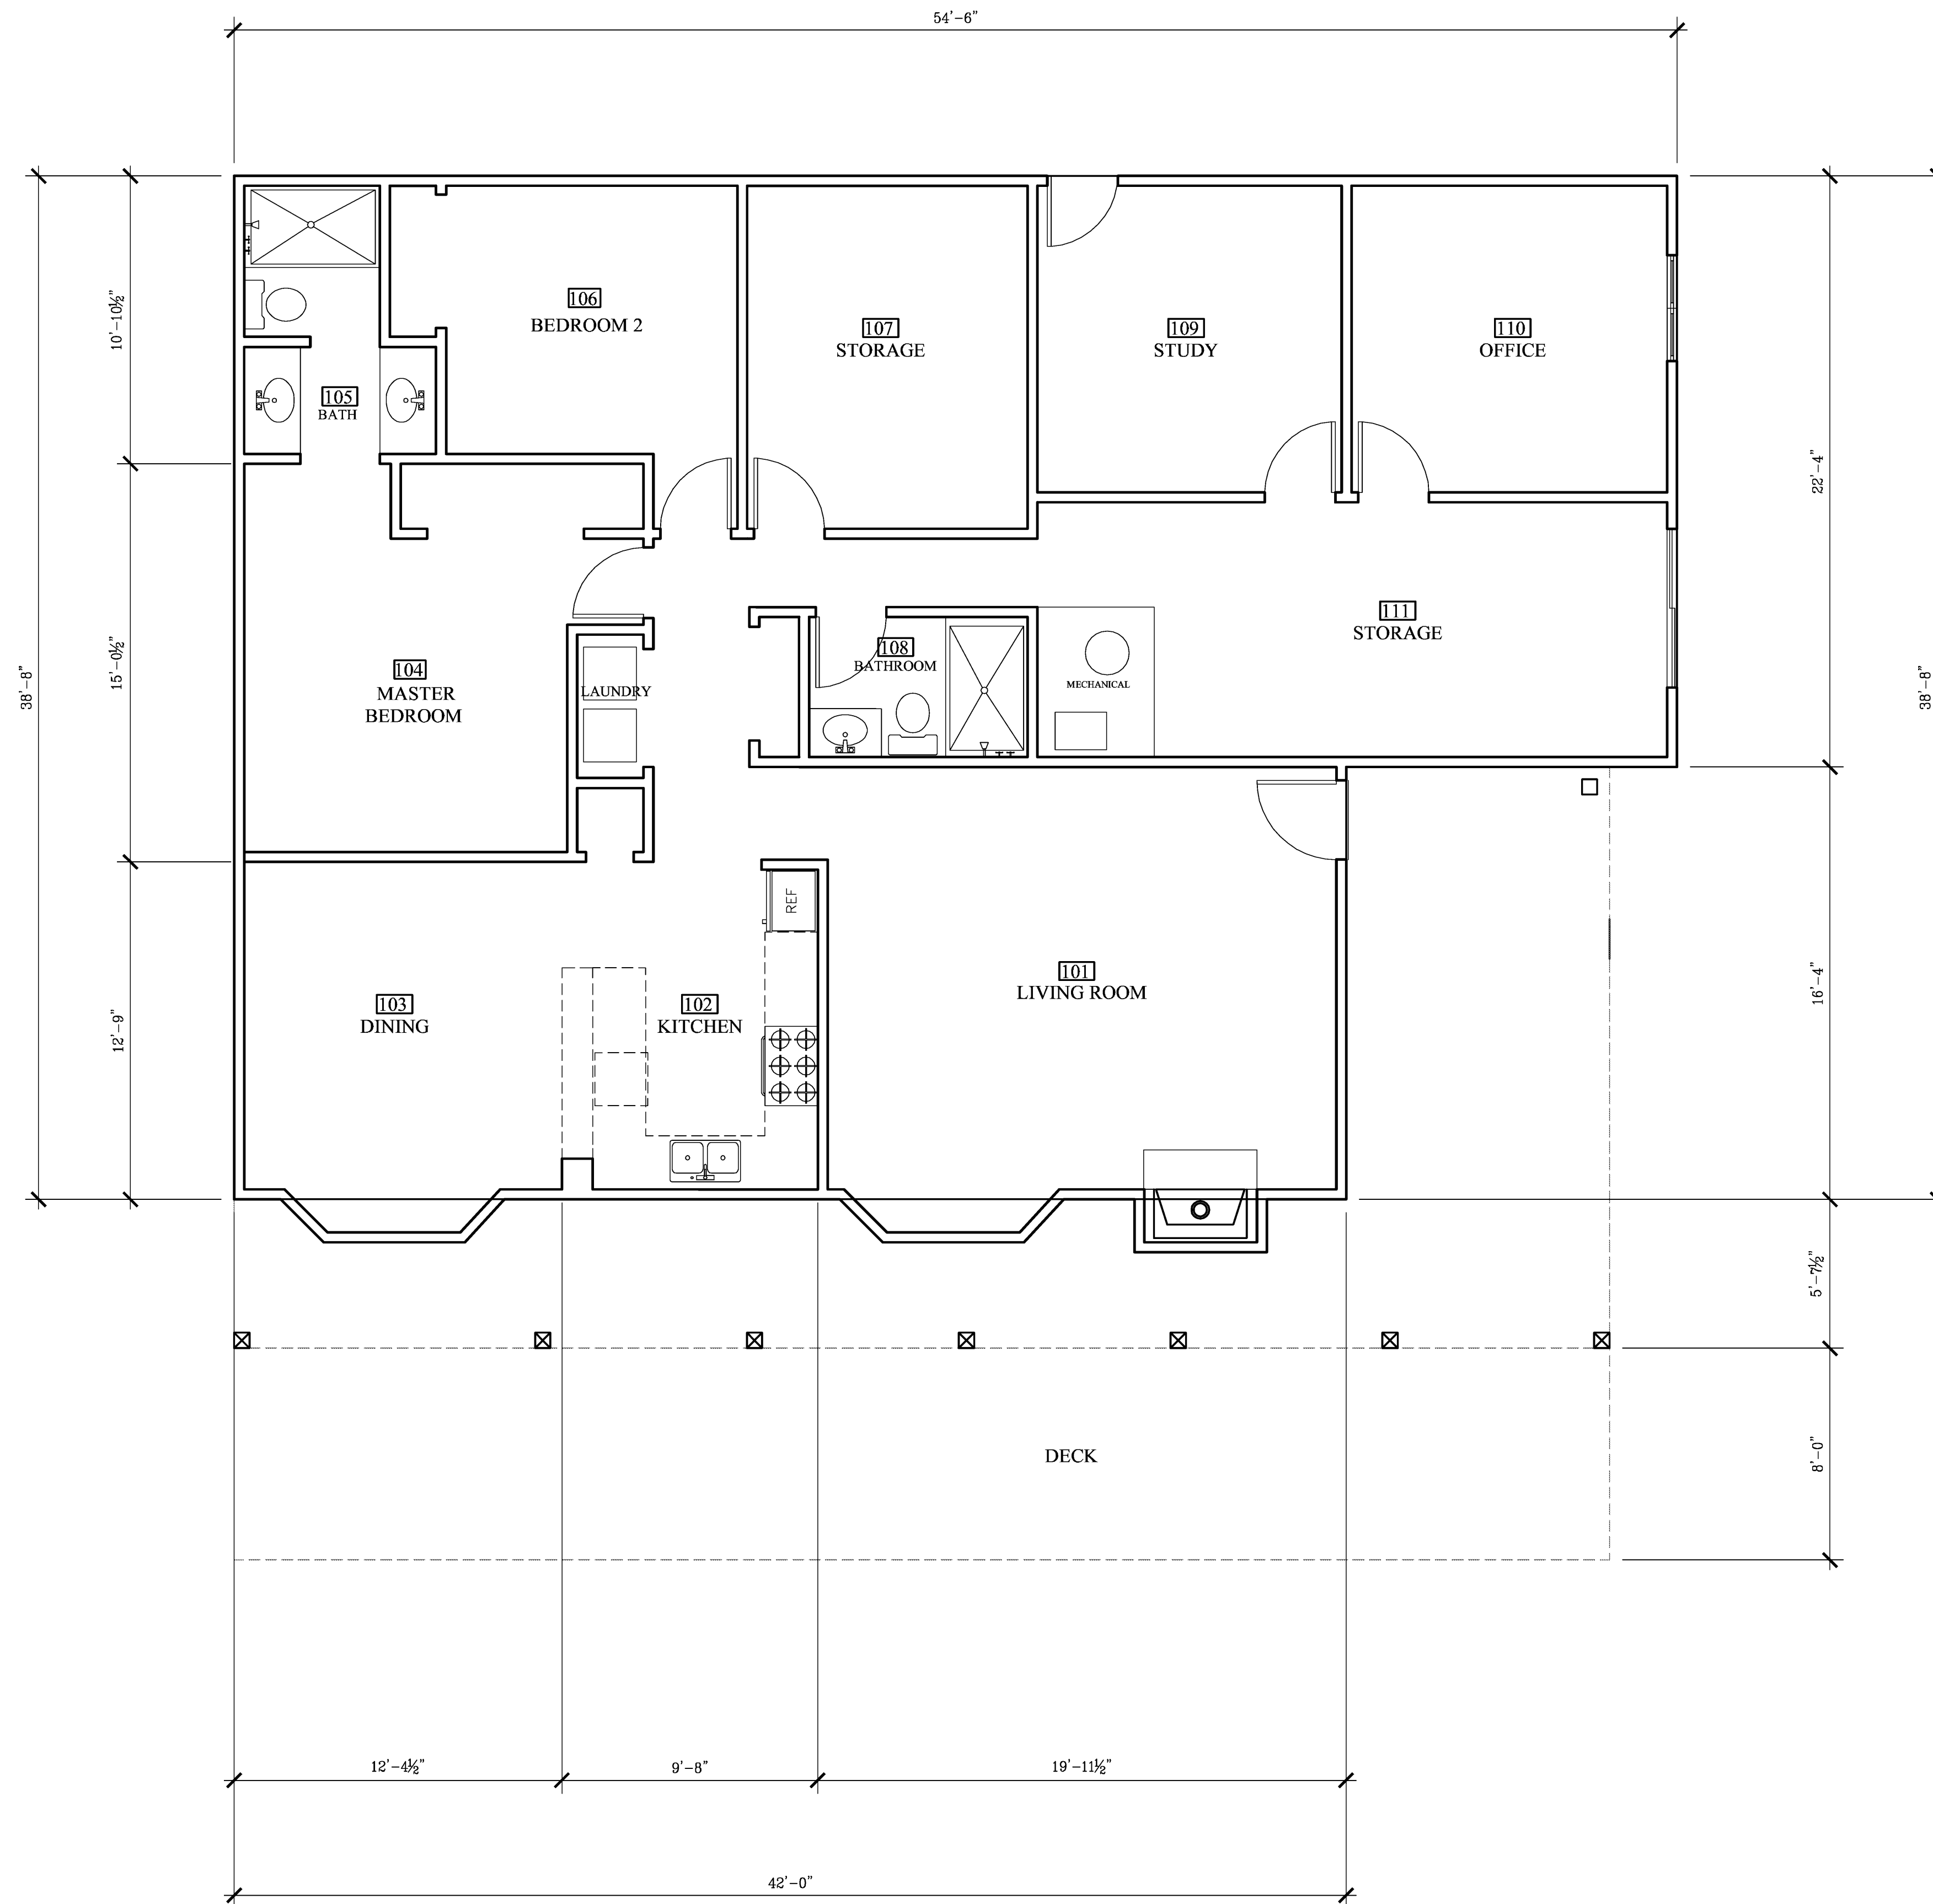 54'-6"
106
BEDROOM 2
107
STORAGE
109
STUDY
110
OFFICE
10'-10½"
105
BATH
22'-4"
38'-8"
15'-0½"
104
MASTER
BEDROOM
LAUNDRY
108
BATHROOM
MECHANICAL
111
STORAGE
38'-8"
REF
101
LIVING ROOM
103
DINING
102
KITCHEN
12'-9"
16'-4"
5'-7½"
DECK
8'-0"
12'-4½"
9'-8"
19'-11½"
42'-0"